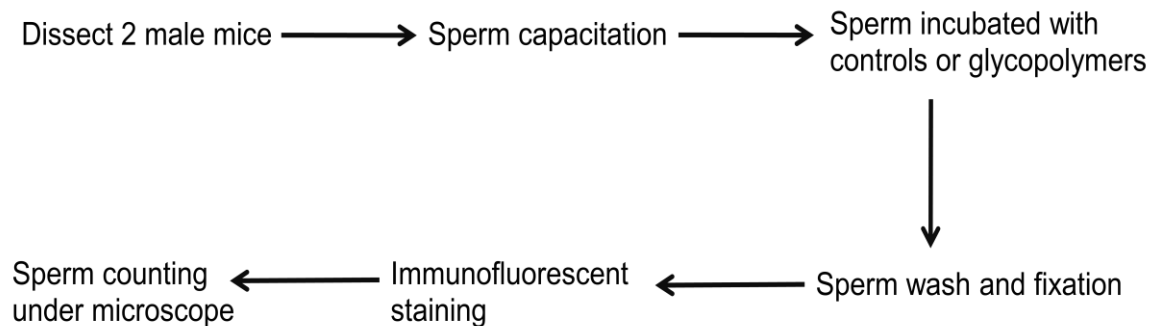 Dissect 2 male mice
Sperm capacitation
Sperm incubated with
controls or glycopolymers
Sperm wash and fixation
Immunofluorescent
staining
Sperm counting
under microscope